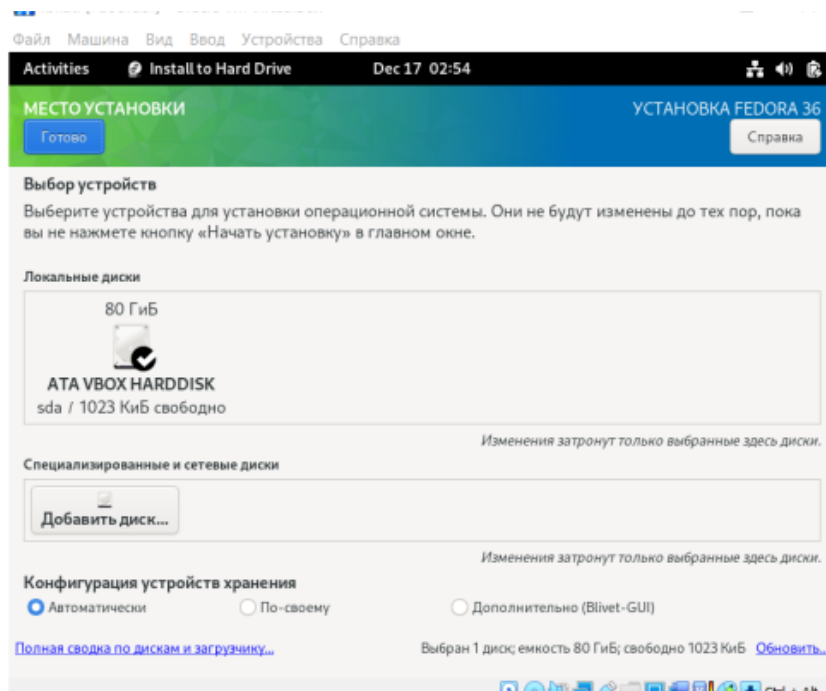 Файл Машина Вид Ввод Устройства Справка
Activities Install to Hard Drive Dec 17 02:54
МЕСТО УСТАНОВКИ
УСТАНОВКА FEDORA 36
Готово
Справка
Выбор устройств
Выберите устройства для установки операционной системы. Они не будут изменены до тех пор, пока
вы не нажмете кнопку «Начать установку» в главном окне.
Локальные диски
80 ГиБ
ATA VBOX HARDDISK
sda / 1023 КиБ свободно
Изменения затронут только выбранные здесь диски.
Специализированные и сетевые диски
Добавить диск...
Изменения затронут только выбранные здесь диски.
Конфигурация устройств хранения
Автоматически По-своему Дополнительно (Blivet-GUI)
Полная сводка по дискам и загрузчику...
Выбран 1 диск; емкость 80 ГиБ; свободно 1023 КиБ Обновить..